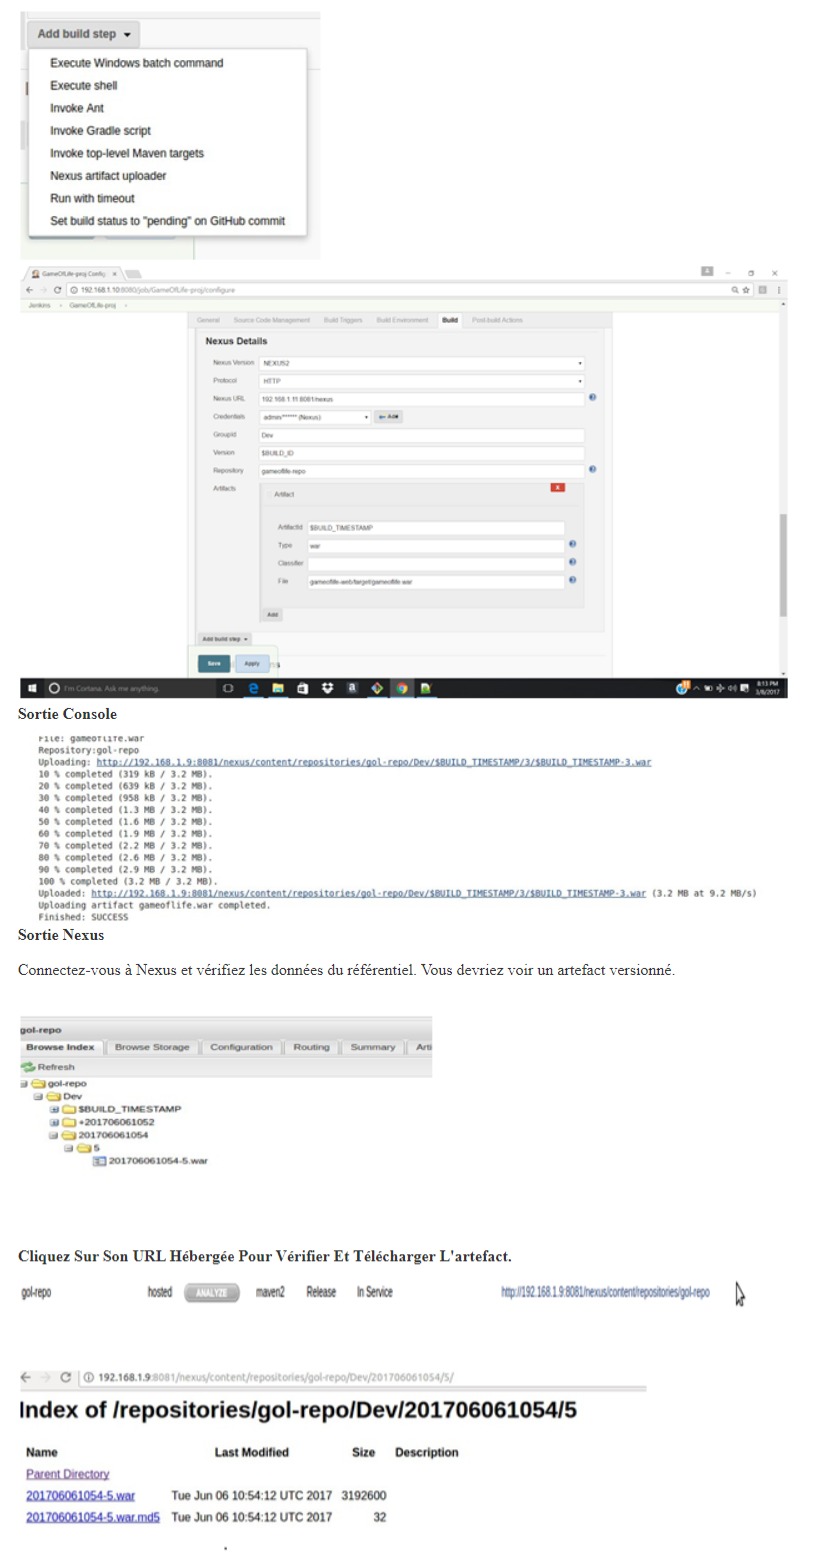 Add build step
Execute Windows batch command
Execute shell
Invoke Ant
Invoke Gradle script
Invoke top-level Maven targets
Nexus artifact uploader
Run with timeout
Set build status to "pending" on GitHub commit
GameOfLife-proj Config
192.168.1.10:8080/job/GameOfLife-proj/configure
Jenkins GameOfLife-proj
General Source Code Management Build Triggers Build Environment Build Post-build Actions
Nexus Details
Nexus Version NEXUS2
Protocol HTTP
Nexus URL 192.168.1.11:8081/nexus
Credentials admin/****** (Nexus) Add
GroupId Dev
Version $BUILD_ID
Repository gameoflife-repo
Artifacts
Artifact
X
ArtifactId $BUILD_TIMESTAMP
Type war
Classifier
File gameoflife-web/target/gameoflife.war
Add
Add build step
Save Apply
I'm Cortana. Ask me anything.
8:13 PM
3/8/2017
Sortie Console
File: gameoflife.war
Repository:gol-repo
Uploading: http://192.168.1.9:8081/nexus/content/repositories/gol-repo/Dev/$BUILD_TIMESTAMP/3/$BUILD_TIMESTAMP-3.war
10 % completed (319 kB / 3.2 MB).
20 % completed (639 kB / 3.2 MB).
30 % completed (958 kB / 3.2 MB).
40 % completed (1.3 MB / 3.2 MB).
50 % completed (1.6 MB / 3.2 MB).
60 % completed (1.9 MB / 3.2 MB).
70 % completed (2.2 MB / 3.2 MB).
80 % completed (2.6 MB / 3.2 MB).
90 % completed (2.9 MB / 3.2 MB).
100 % completed (3.2 MB / 3.2 MB).
Uploaded: http://192.168.1.9:8081/nexus/content/repositories/gol-repo/Dev/$BUILD_TIMESTAMP/3/$BUILD_TIMESTAMP-3.war (3.2 MB at 9.2 MB/s)
Uploading artifact gameoflife.war completed.
Finished: SUCCESS
Sortie Nexus
Connectez-vous à Nexus et vérifiez les données du référentiel. Vous devriez voir un artefact versionné.
gol-repo
Browse Index Browse Storage Configuration Routing Summary Arti
Refresh
gol-repo
Dev
$BUILD_TIMESTAMP
+201706061052
201706061054
5
201706061054-5.war
Cliquez Sur Son URL Hébergée Pour Vérifier Et Télécharger L'artefact.
gol-repo hosted ANALYZE maven2 Release In Service http://192.168.1.9:8081/nexus/content/repositories/gol-repo
192.168.1.9:8081/nexus/content/repositories/gol-repo/Dev/201706061054/5/
Index of /repositories/gol-repo/Dev/201706061054/5
Name Last Modified Size Description
Parent Directory
201706061054-5.war Tue Jun 06 10:54:12 UTC 2017 3192600
201706061054-5.war.md5 Tue Jun 06 10:54:12 UTC 2017 32